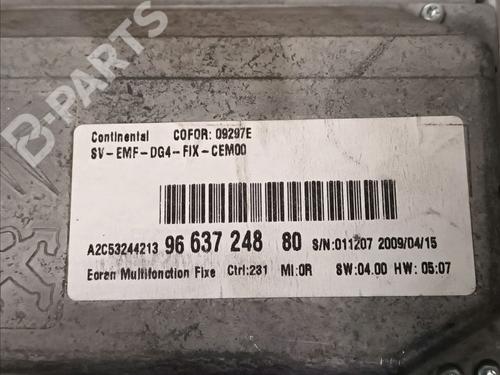 B-PARTS
Continental COFOR: 09297E
SV-EMF-DG4-FIX-CEM00
A2C53244213 96 637 248 80 S/N:011207 2009/04/15
Ecran Multifonction Fixe Ctrl:231 MI:0R SW:04.00 HW: 05:07